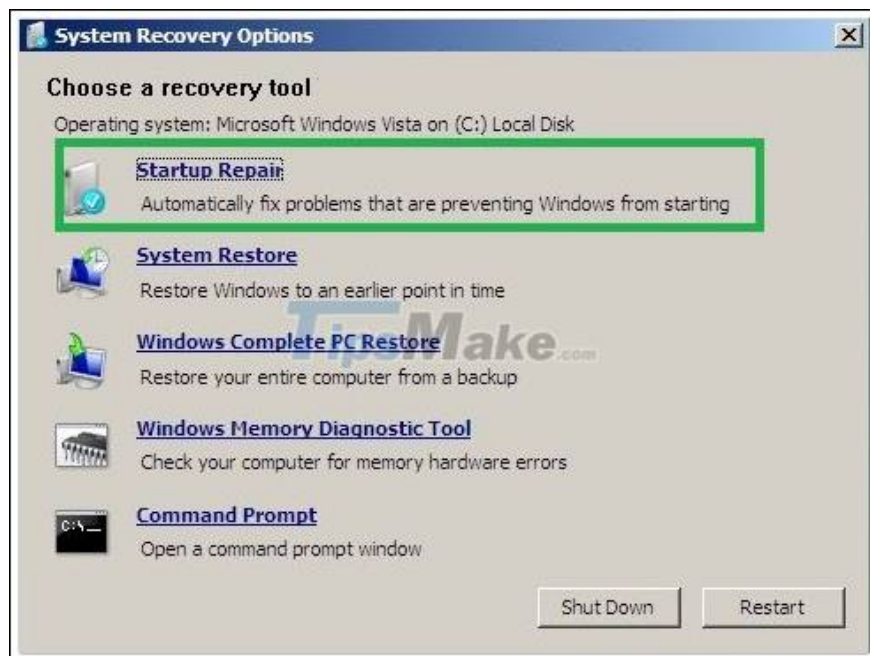 System Recovery Options
Choose a recovery tool
Operating system: Microsoft Windows Vista on (C:) Local Disk
Startup Repair
Automatically fix problems that are preventing Windows from starting
System Restore
Restore Windows to an earlier point in time
Windows Complete PC Restore
TipsMake.com
Restore your entire computer from a backup
Windows Memory Diagnostic Tool
Check your computer for memory hardware errors
C:\_
Command Prompt
Open a command prompt window
Shut Down
Restart